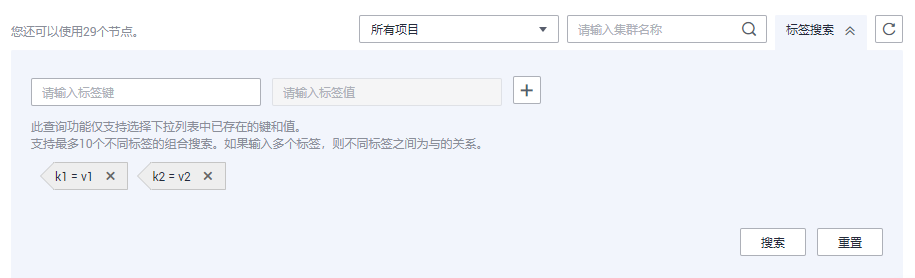 您还可以使用29个节点。
所有项目
请输入集群名称
标签搜索
请输入标签键
请输入标签值
此查询功能仅支持选择下拉列表中已存在的键和值。
支持最多10个不同标签的组合搜索。如果输入多个标签，则不同标签之间为与的关系。
k1 = v1
k2 = v2
搜索
重置